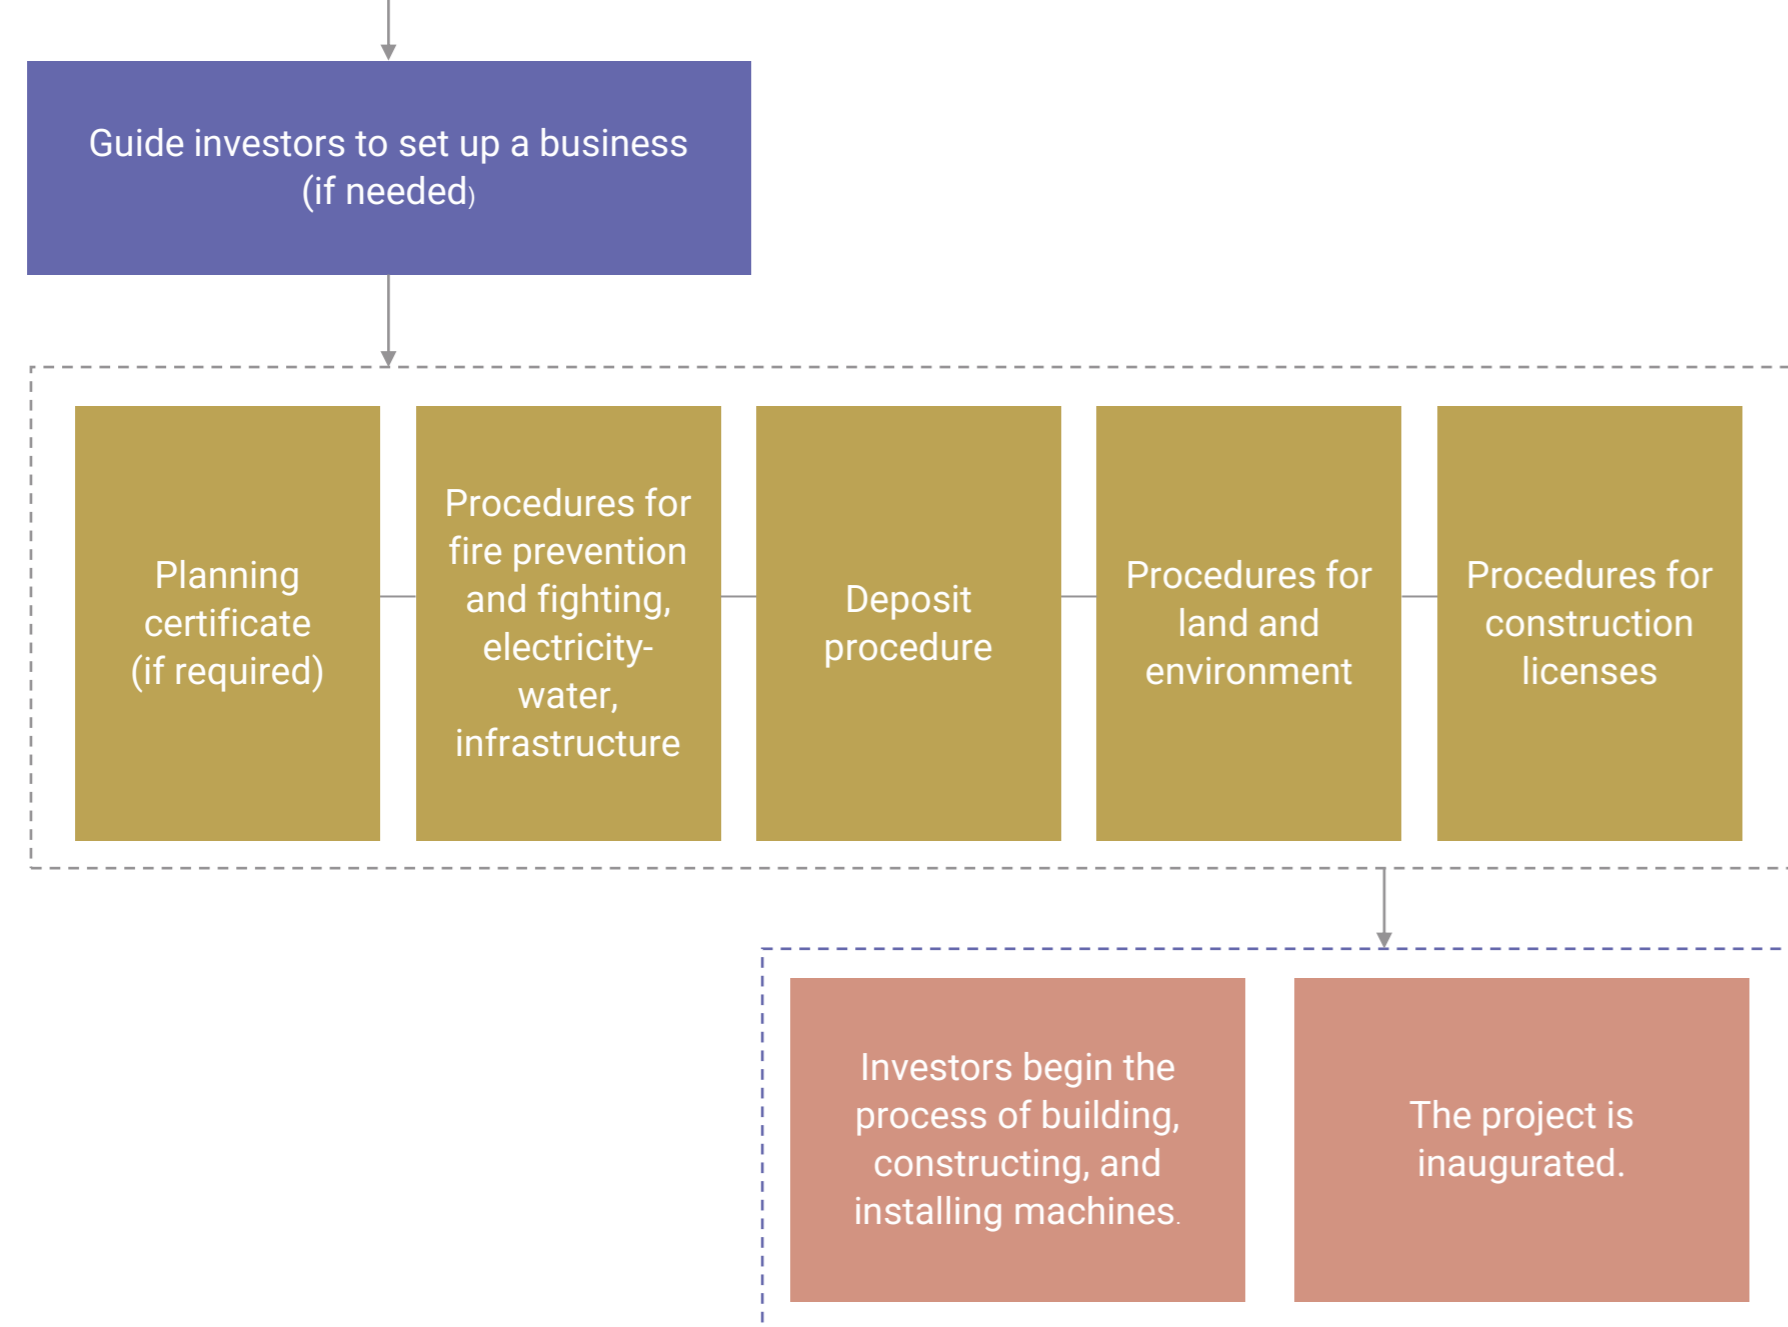 Guide investors to set up a business
(if needed)
Planning
certificate
(if required)
Procedures for
fire prevention
and fighting,
electricity-
water,
infrastructure
Deposit
procedure
Procedures for
land and
environment
Procedures for
construction
licenses
Investors begin the
process of building,
constructing, and
installing machines.
The project is
inaugurated.